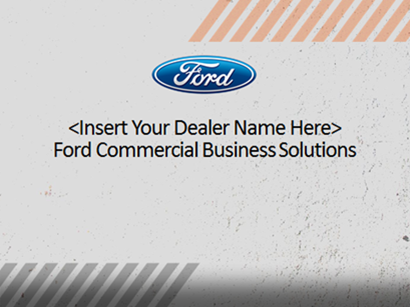 Ford
<Insert Your Dealer Name Here>
Ford Commercial Business Solutions